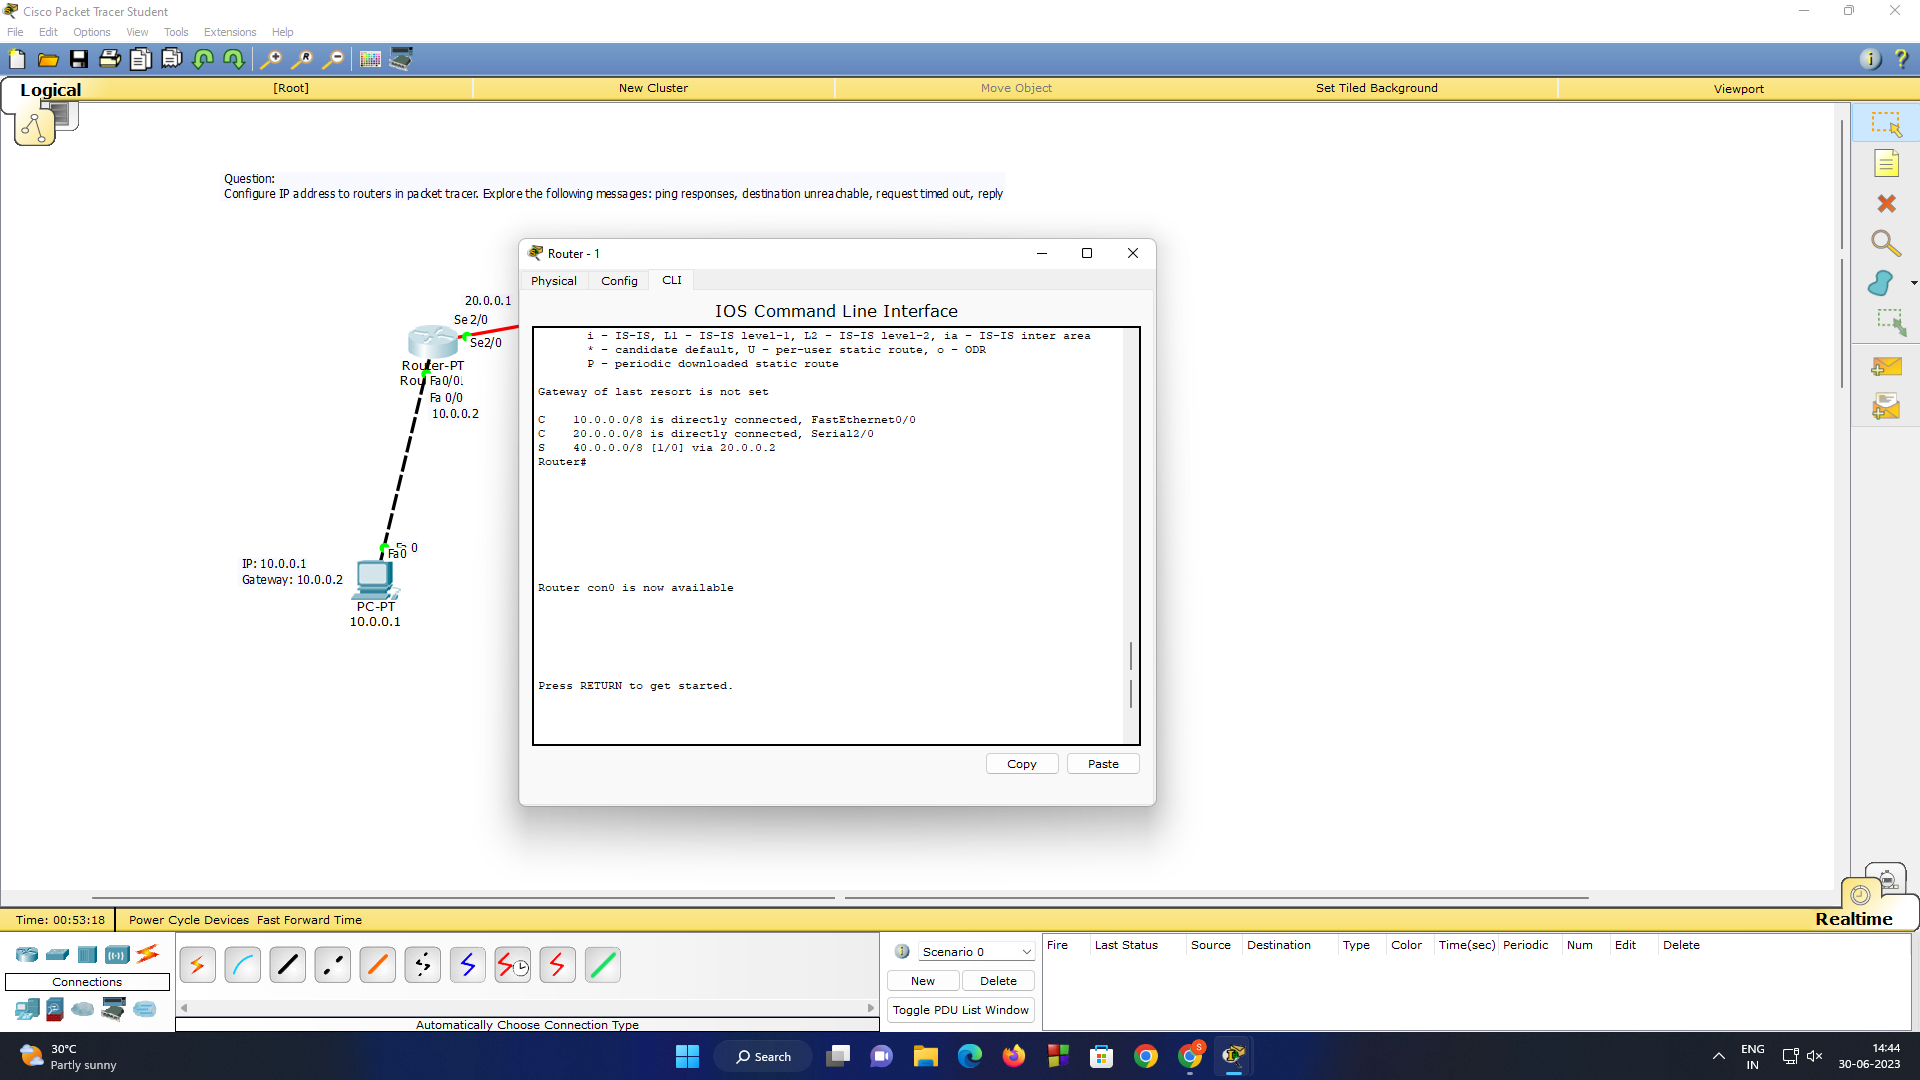 Cisco Packet Tracer Student
File Edit Options View Tools Extensions Help
Logical [Root] New Cluster Move Object Set Tiled Background Viewport
Question:
Configure IP address to routers in packet tracer. Explore the following messages: ping responses, destination unreachable, request timed out, reply
20.0.0.1
Se 2/0
Se2/0
Router-PT
Rou Fa0/0.
Fa 0/0
10.0.0.2
0
Fa0
IP: 10.0.0.1
Gateway: 10.0.0.2
PC-PT
10.0.0.1
Router - 1
Physical Config CLI
IOS Command Line Interface
i - IS-IS, L1 - IS-IS level-1, L2 - IS-IS level-2, ia - IS-IS inter area
* - candidate default, U - per-user static route, o - ODR
P - periodic downloaded static route
Gateway of last resort is not set
C 10.0.0.0/8 is directly connected, FastEthernet0/0
C 20.0.0.0/8 is directly connected, Serial2/0
S 40.0.0.0/8 [1/0] via 20.0.0.2
Router#
Router con0 is now available
Press RETURN to get started.
Copy Paste
Realtime
Time: 00:53:18 Power Cycle Devices Fast Forward Time
Connections
Automatically Choose Connection Type
Scenario 0
New Delete
Toggle PDU List Window
Fire Last Status Source Destination Type Color Time(sec) Periodic Num Edit Delete
30°C
Partly sunny
Search
S
ENG
IN
14:44
30-06-2023